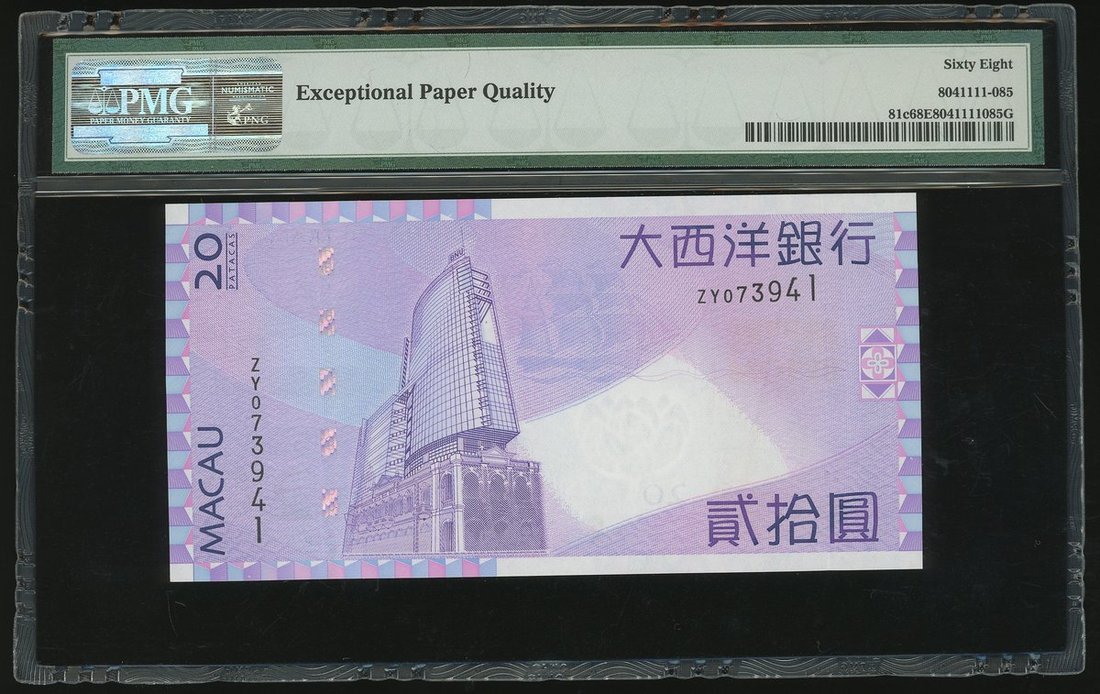 PMG
PAPER MONEY GUARANTY
NUMISMATIC
PNG
Exceptional Paper Quality
Sixty Eight
8041111-085
81c68E8041111085G
20
PATACAS
BNU
大西洋銀行
ZY073941
ZY073941
MACAU
貳拾圓